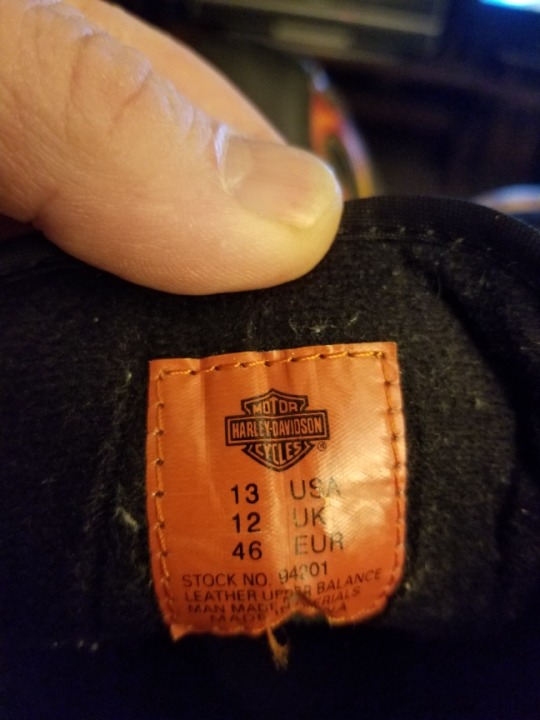 MOTOR
HARLEY-DAVIDSON
CYCLES ®
13 USA
12 UK
46 EUR
STOCK NO.
LEATHER UPPER BALANCE
MAN MADE MATERIALS
MADE